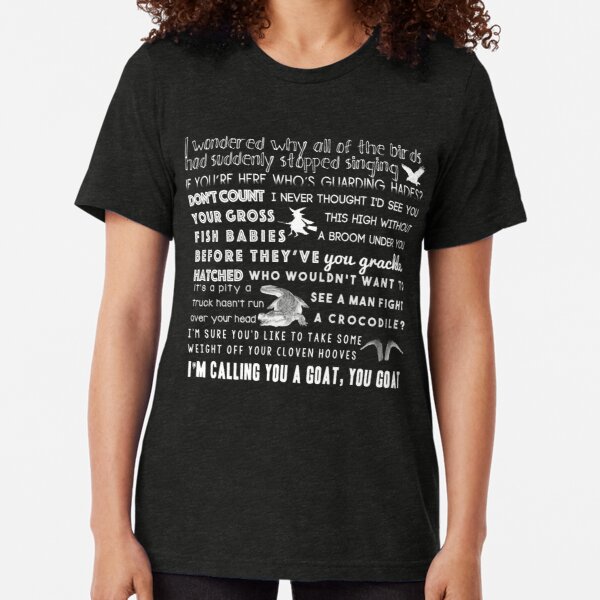 I wondered why all of the birds
had suddenly stopped singing
IF YOU'RE HERE WHO'S GUARDING HADES?
DON'T COUNT
YOUR GROSS
FISH BABIES
BEFORE THEY'VE
HATCHED
I NEVER THOUGHT I'D SEE YOU
THIS HIGH WITHOUT
A BROOM UNDER YOU
you grackle
WHO WOULDN'T WANT TO
SEE A MAN FIGHT
A CROCODILE?
it's a pity a
truck hasn't run
over your head
I'M SURE YOU'D LIKE TO TAKE SOME
WEIGHT OFF YOUR CLOVEN HOOVES
I'M CALLING YOU A GOAT, YOU GOAT